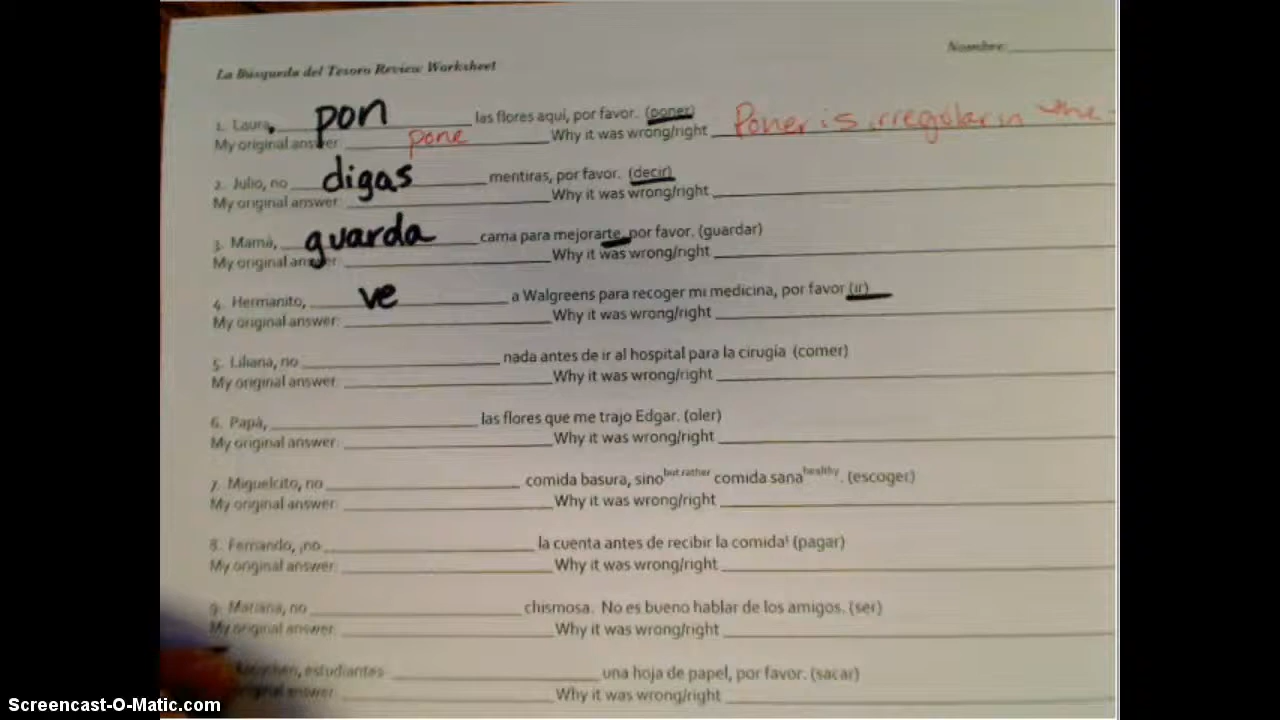 Nombre:
La Búsqueda del Tesoro Review Worksheet
1. Laura, pon las flores aquí, por favor. (poner)
My original answer: pone Why it was wrong/right Poner is irregular in the
2. Julio, no digas mentiras, por favor. (decir)
My original answer: Why it was wrong/right
3. Mamá, guarda cama para mejorarte, por favor. (guardar)
My original answer: Why it was wrong/right
4. Hermanito, ve a Walgreens para recoger mi medicina, por favor (ir)
My original answer: Why it was wrong/right
5. Liliana, no nada antes de ir al hospital para la cirugía (comer)
My original answer: Why it was wrong/right
6. Papá, las flores que me trajo Edgar. (oler)
My original answer: Why it was wrong/right
7. Miguelcito, no comida basura, sino but rather comida sana healthy. (escoger)
My original answer: Why it was wrong/right
8. Fernando, ¡no la cuenta antes de recibir la comida! (pagar)
My original answer: Why it was wrong/right
9. Mariana, no chismosa. No es bueno hablar de los amigos. (ser)
My original answer: Why it was wrong/right
estudiantes una hoja de papel, por favor. (sacar)
original answer: Why it was wrong/right
Screencast-O-Matic.com